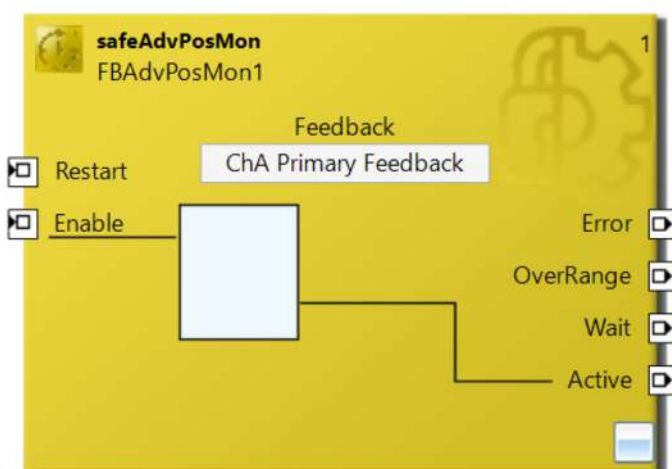 safeAdvPosMon
FBAdvPosMon1
1
Feedback
ChA Primary Feedback
Restart
Enable
Error
OverRange
Wait
Active